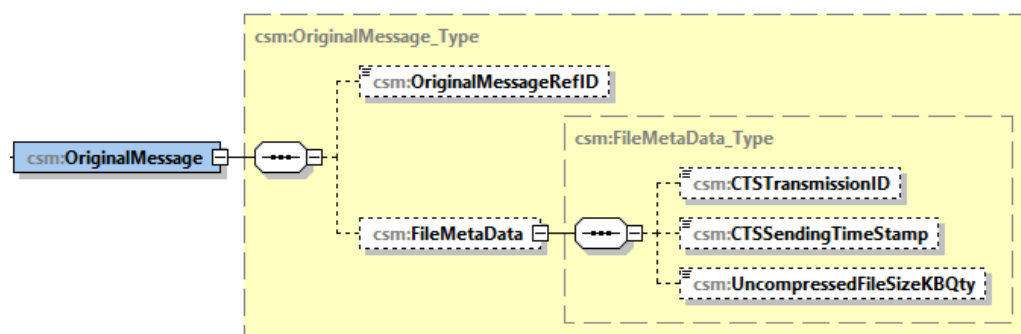 csm:OriginalMessage_Type
csm:OriginalMessageRefID
csm:FileMetaData_Type
csm:OriginalMessage
csm:CTSTransmissionID
csm:FileMetaData
csm:CTSSendingTimeStamp
csm:UncompressedFileSizeKBQty